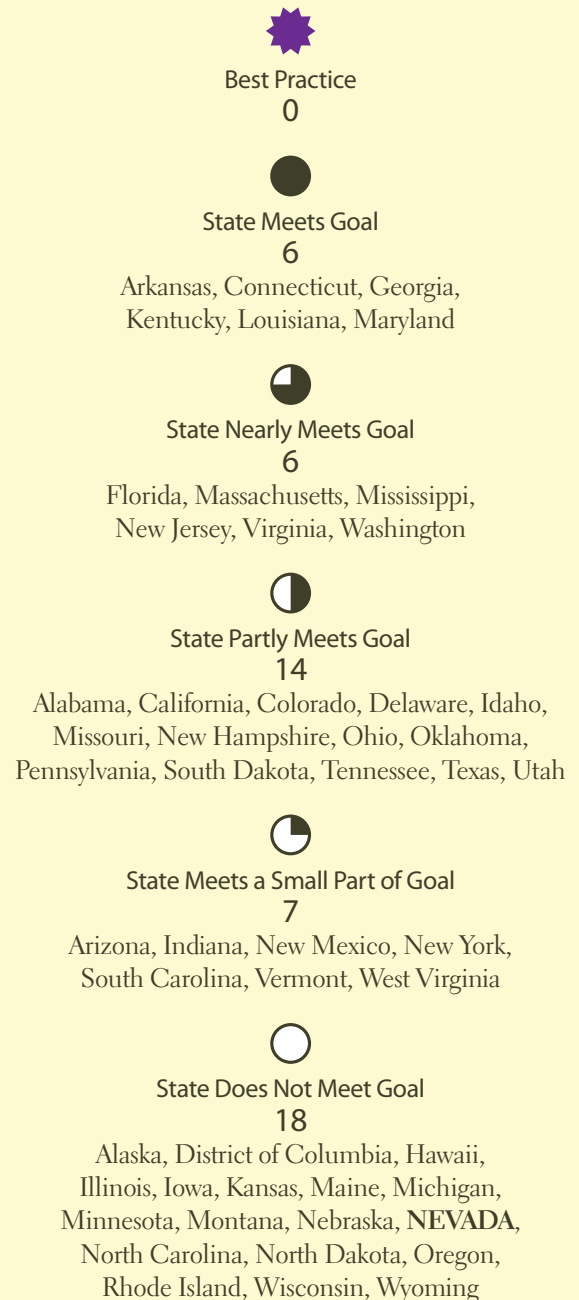 Best Practice
0
State Meets Goal
6
Arkansas, Connecticut, Georgia,
Kentucky, Louisiana, Maryland
State Nearly Meets Goal
6
Florida, Massachusetts, Mississippi,
New Jersey, Virginia, Washington
State Partly Meets Goal
14
Alabama, California, Colorado, Delaware, Idaho,
Missouri, New Hampshire, Ohio, Oklahoma,
Pennsylvania, South Dakota, Tennessee, Texas, Utah
State Meets a Small Part of Goal
7
Arizona, Indiana, New Mexico, New York,
South Carolina, Vermont, West Virginia
State Does Not Meet Goal
18
Alaska, District of Columbia, Hawaii,
Illinois, Iowa, Kansas, Maine, Michigan,
Minnesota, Montana, Nebraska, NEVADA,
North Carolina, North Dakota, Oregon,
Rhode Island, Wisconsin, Wyoming